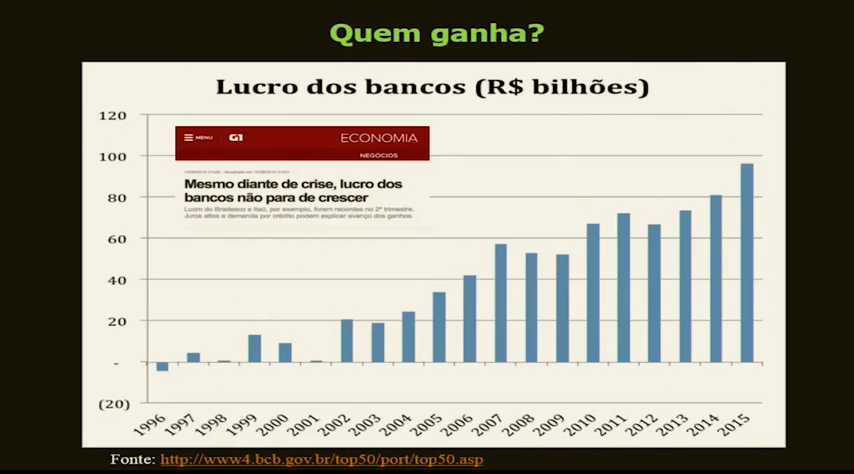 Quem ganha?
Lucro dos bancos (R$ bilhões)
120
100
80
60
40
20
-
(20)
MENU
G1
ECONOMIA
NEGÓCIOS
Mesmo diante de crise, lucro dos
bancos não para de crescer
Lucro do Bradesco e Itaú, por exemplo, foram recordes no 2º trimestre.
Juros altos e demanda por crédito podem explicar avanço dos ganhos.
1996 1997 1998 1999 2000 2001 2002 2003 2004 2005 2006 2007 2008 2009 2010 2011 2012 2013 2014 2015
Fonte: http://www4.bcb.gov.br/top50/port/top50.asp